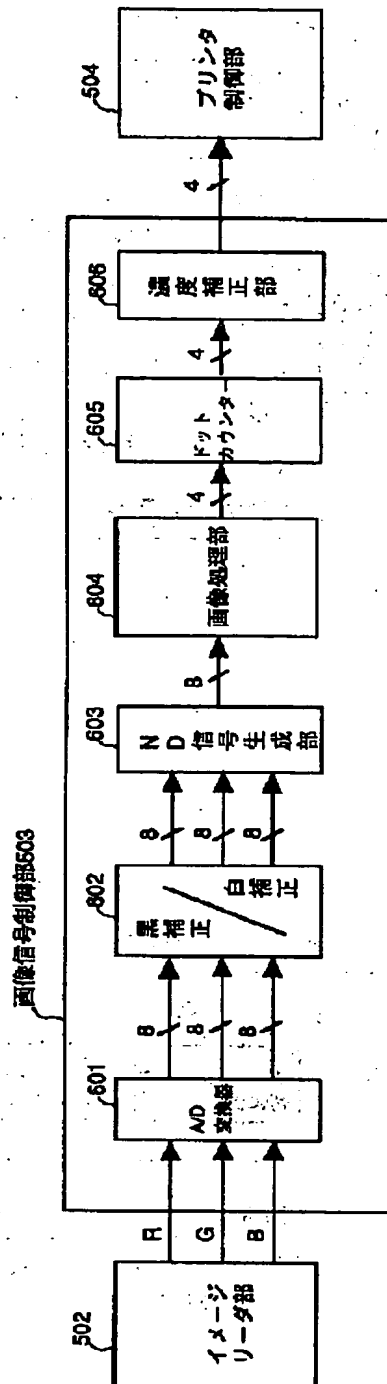 画像信号制御部503
502
イメージ
リーダ部
R
G
B
601
A/D
変換器
8
8
8
602
黒補正
白補正
8
8
8
603
ND信号生成部
8
604
画像処理部
4
605
ドット
カウンター
4
606
濃度補正部
4
504
プリンタ
制御部